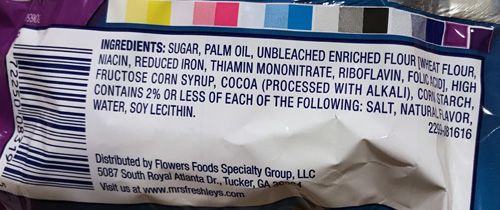 INGREDIENTS: SUGAR, PALM OIL, UNBLEACHED ENRICHED FLOUR (WHEAT FLOUR,
NIACIN, REDUCED IRON, THIAMIN MONONITRATE, RIBOFLAVIN, FOLIC ACID), HIGH
FRUCTOSE CORN SYRUP, COCOA (PROCESSED WITH ALKALI), CORN STARCH,
CONTAINS 2% OR LESS OF EACH OF THE FOLLOWING: SALT, NATURAL FLAVOR,
WATER, SOY LECITHIN.
Distributed by Flowers Foods Specialty Group, LLC
5087 South Royal Atlanta Dr., Tucker, GA
Visit us at www.mrsfreshleys.com